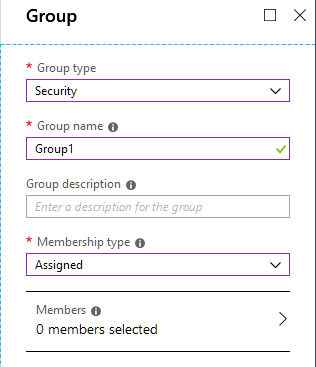 Group
* Group type
Security
* Group name
Group1
Group description
Enter a description for the group
* Membership type
Assigned
Members
0 members selected